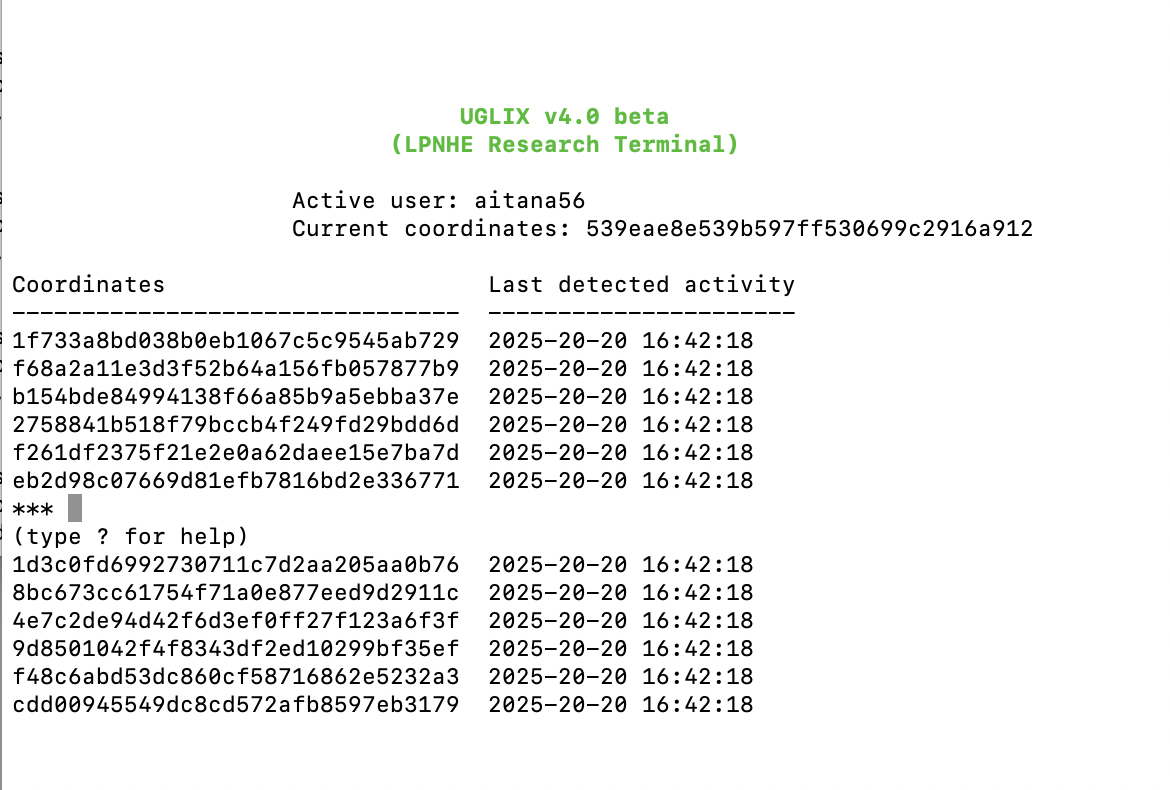 UGLIX v4.0 beta
(LPNHE Research Terminal)
Active user: aitana56
Current coordinates: 539eae8e539b597ff530699c2916a912
Coordinates Last detected activity
-------------------------------- ----------------------
1f733a8bd038b0eb1067c5c9545ab729 2025-20-20 16:42:18
f68a2a11e3d3f52b64a156fb057877b9 2025-20-20 16:42:18
b154bde84994138f66a85b9a5ebba37e 2025-20-20 16:42:18
2758841b518f79bccb4f249fd29bdd6d 2025-20-20 16:42:18
f261df2375f21e2e0a62daee15e7ba7d 2025-20-20 16:42:18
eb2d98c07669d81efb7816bd2e336771 2025-20-20 16:42:18
***
(type ? for help)
1d3c0fd6992730711c7d2aa205aa0b76 2025-20-20 16:42:18
8bc673cc61754f71a0e877eed9d2911c 2025-20-20 16:42:18
4e7c2de94d42f6d3ef0ff27f123a6f3f 2025-20-20 16:42:18
9d8501042f4f8343df2ed10299bf35ef 2025-20-20 16:42:18
f48c6abd53dc860cf58716862e5232a3 2025-20-20 16:42:18
cdd00945549dc8cd572afb8597eb3179 2025-20-20 16:42:18